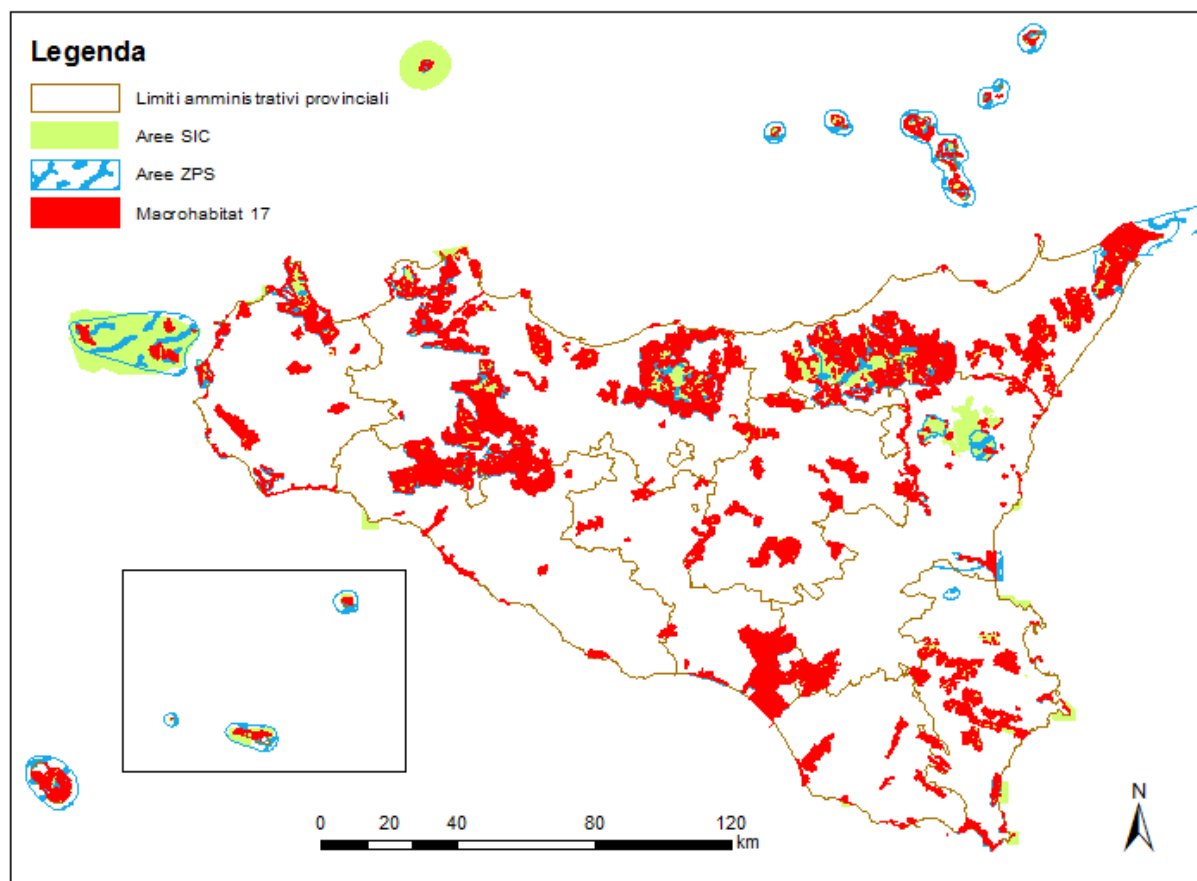 Legenda
Limiti amministrativi provinciali
Aree SIC
Aree ZPS
Macrohabitat 17
N
0 20 40 80 120
km